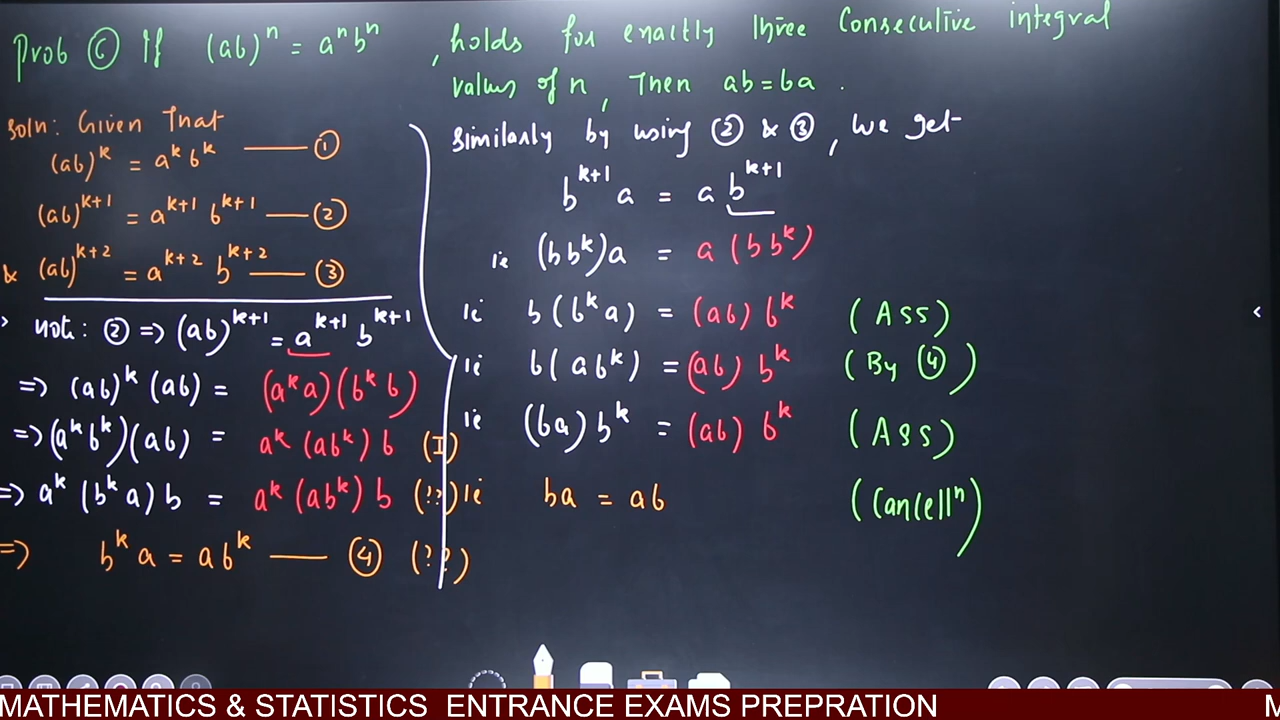 Prob (C) If (ab)^n = a^n b^n , holds for exactly three Consecutive integral
values of n, Then ab = ba .
Soln: Given That
(ab)^k = a^k b^k —— ①
(ab)^{k+1} = a^{k+1} b^{k+1} —— ②
& (ab)^{k+2} = a^{k+2} b^{k+2} —— ③
Not: ② => (ab)^{k+1} = a^{k+1} b^{k+1}
=> (ab)^k (ab) = (a^k a)(b^k b)
=> (a^k b^k)(ab) = a^k (ab^k) b (I)
=> a^k (b^k a) b = a^k (ab^k) b (??)
=> b^k a = ab^k —— ④ (??)
Similarly by using ② & ③, we get
b^{k+1} a = a b^{k+1}
ie (bb^k)a = a(bb^k)
ie b(b^k a) = (ab) b^k (Ass)
ie b(ab^k) = (ab) b^k (By ④)
ie (ba)b^k = (ab) b^k (Ass)
ie ba = ab (Cancell^n)
MATHEMATICS & STATISTICS ENTRANCE EXAMS PREPRATION M